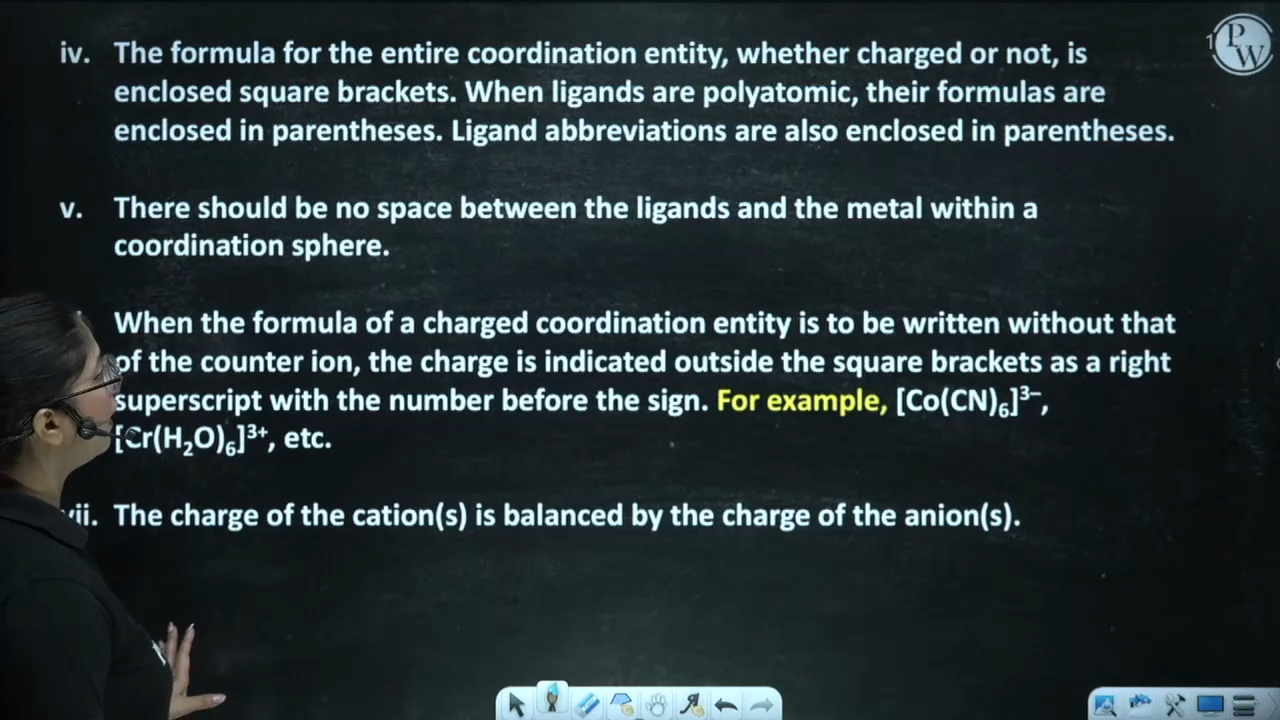 iv. The formula for the entire coordination entity, whether charged or not, is
enclosed square brackets. When ligands are polyatomic, their formulas are
enclosed in parentheses. Ligand abbreviations are also enclosed in parentheses.
v. There should be no space between the ligands and the metal within a
coordination sphere.
When the formula of a charged coordination entity is to be written without that
of the counter ion, the charge is indicated outside the square brackets as a right
superscript with the number before the sign. For example, [Co(CN)₆]³⁻,
[Cr(H₂O)₆]³⁺, etc.
vii. The charge of the cation(s) is balanced by the charge of the anion(s).
PW